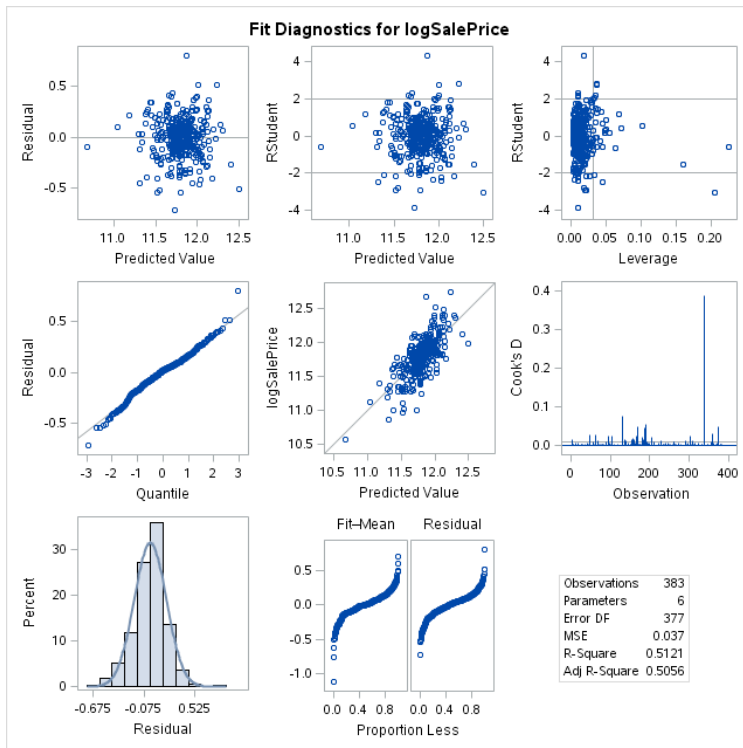 Fit Diagnostics for logSalePrice
Residual
0.5
0.0
-0.5
11.0 11.5 12.0 12.5
Predicted Value
RStudent
4
2
0
-2
-4
11.0 11.5 12.0 12.5
Predicted Value
RStudent
4
2
0
-2
-4
0.00 0.05 0.10 0.15 0.20
Leverage
Residual
0.5
0.0
-0.5
-3 -2 -1 0 1 2 3
Quantile
logSalePrice
12.5
12.0
11.5
11.0
10.5
10.5 11.0 11.5 12.0 12.5
Predicted Value
Cook's D
0.4
0.3
0.2
0.1
0.0
0 100 200 300 400
Observation
Percent
30
20
10
0
-0.675 -0.075 0.525
Residual
Fit–Mean Residual
0.5
0.0
-0.5
-1.0
0.0 0.4 0.8 0.0 0.4 0.8
Proportion Less
Observations 383
Parameters 6
Error DF 377
MSE 0.037
R-Square 0.5121
Adj R-Square 0.5056